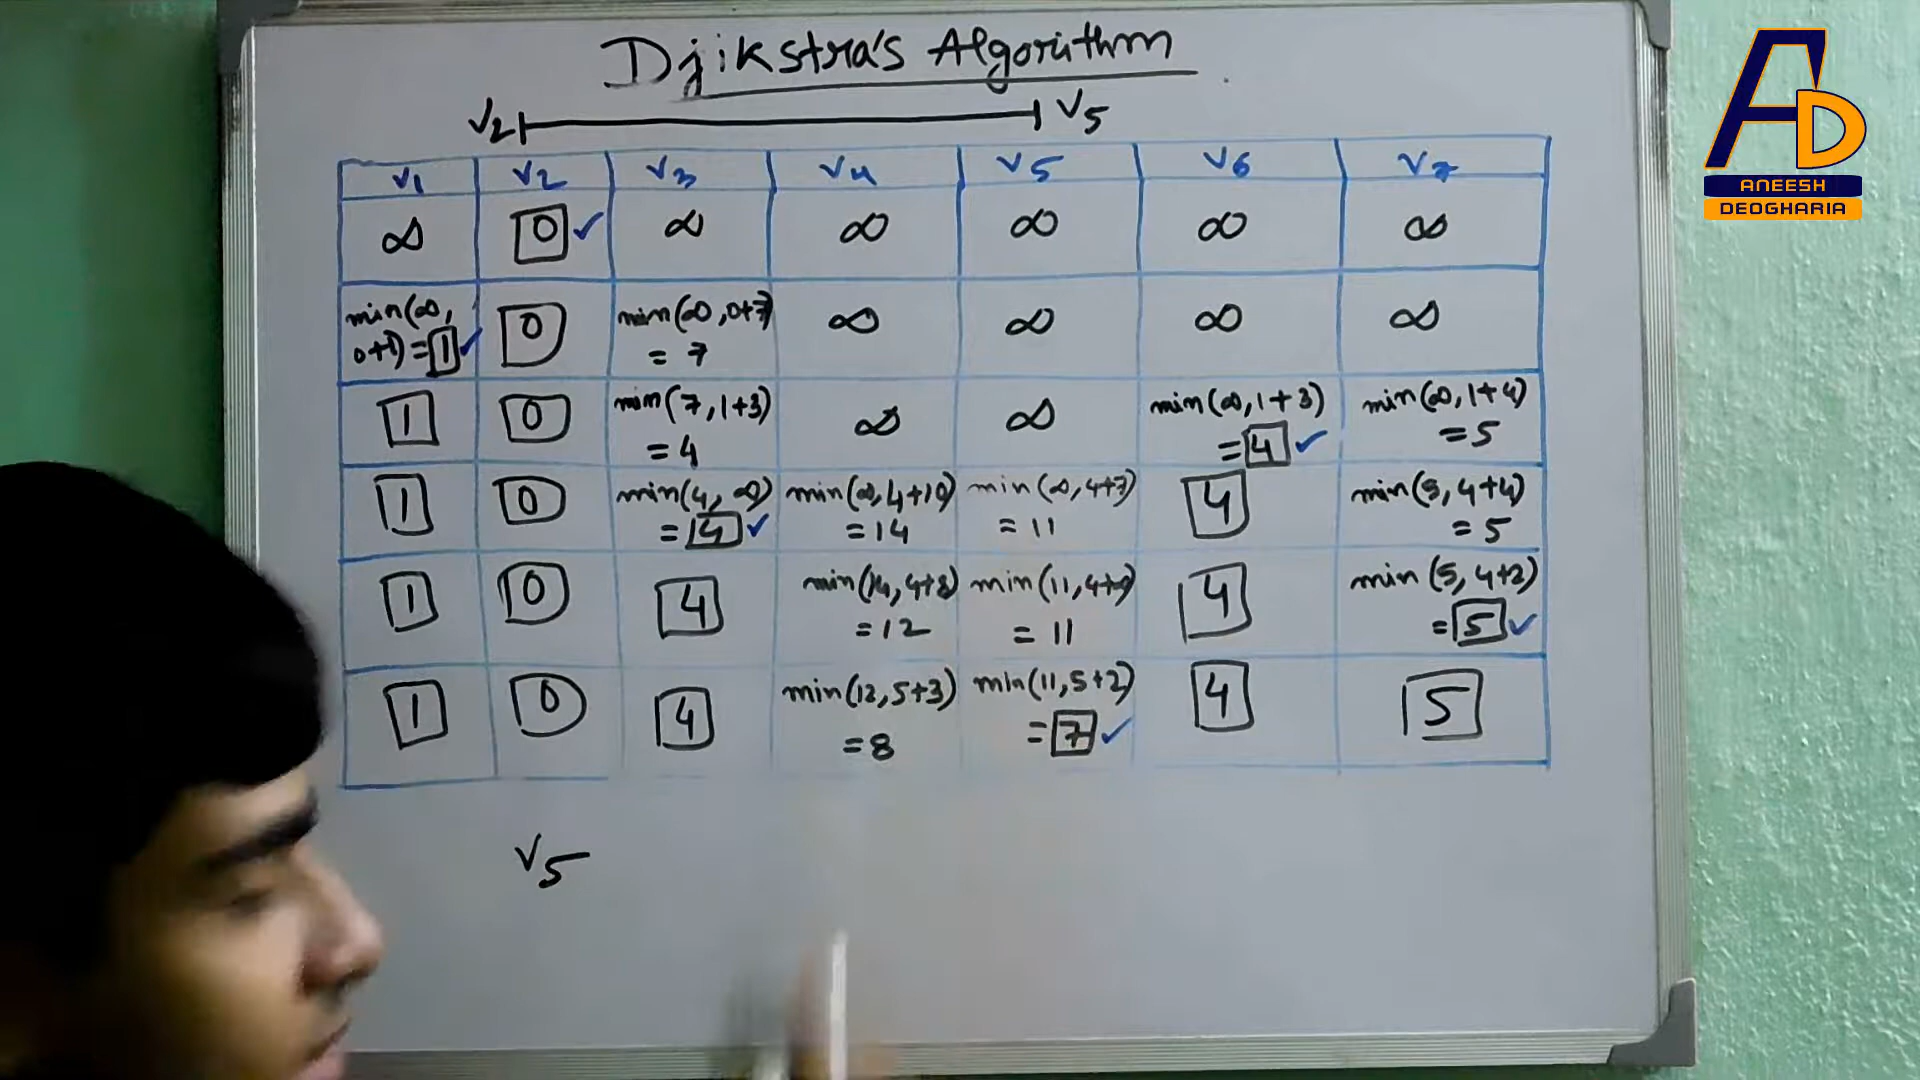 Djikstra's Algorithm
V2 V5
V1 V2 V3 V4 V5 V6 V7
∞ 0 ✓ ∞ ∞ ∞ ∞ ∞
min(∞, 0+1) = 1 ✓ 0 min(∞, 0+7) = 7 ∞ ∞ ∞ ∞
1 0 min(7, 1+3) = 4 ∞ ∞ min(∞, 1+3) = 4 ✓ min(∞, 1+4) = 5
1 0 min(4, ∞) = 4 ✓ min(∞, 4+10) = 14 min(∞, 4+7) = 11 4 min(5, 4+4) = 5
1 0 4 min(14, 4+8) = 12 min(11, = 11 4 min(5, 4+2) = 5 ✓
1 0 4 min(12, 5+3) = 8 min(11, 5+2) = 7 ✓ 4 5
V5
AD
ANEESH
DEOGHARIA